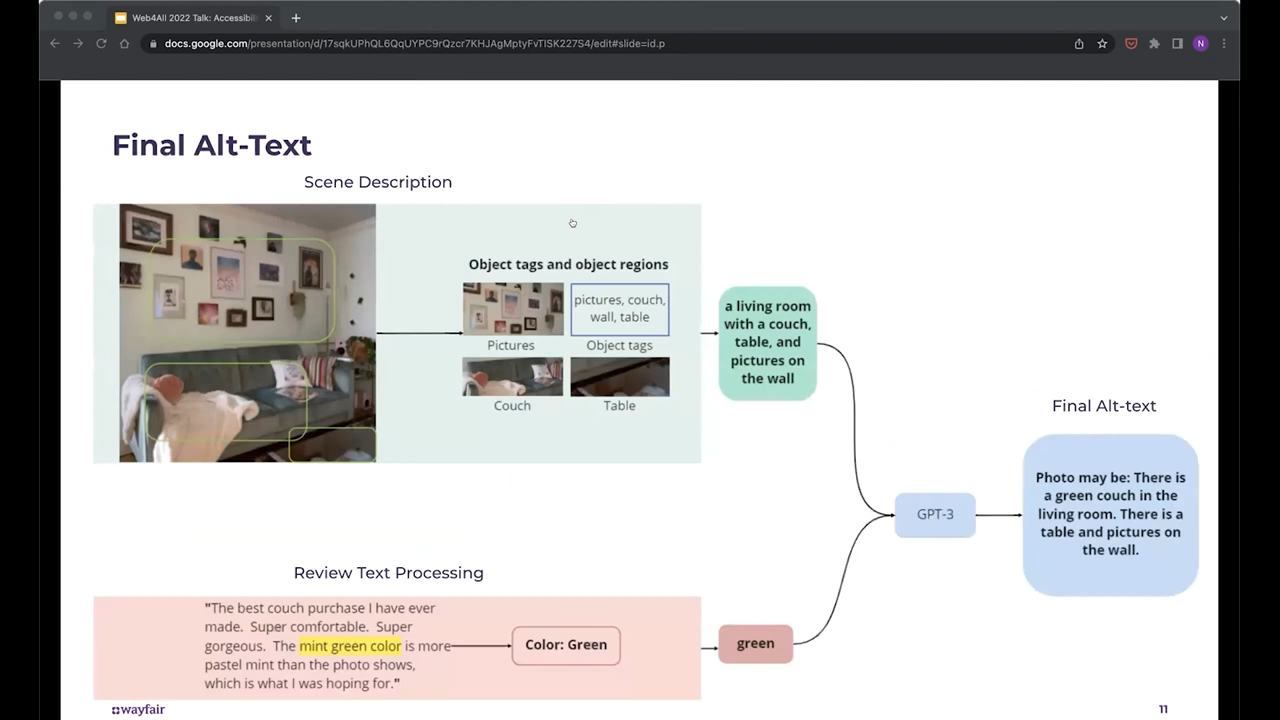 Web4All 2022 Talk: Accessibili
docs.google.com/presentation/d/17sqkUPhQL6QqUYPC9rQzcr7KHJAgMptyFvTlSK227S4/edit#slide=id.p
N
Final Alt-Text
Scene Description
Object tags and object regions
pictures, couch,
wall, table
Pictures
Object tags
Couch
Table
a living room
with a couch,
table, and
pictures on
the wall
Final Alt-text
Photo may be: There is
a green couch in the
living room. There is a
table and pictures on
the wall.
GPT-3
Review Text Processing
"The best couch purchase I have ever
made. Super comfortable. Super
gorgeous. The mint green color is more
pastel mint than the photo shows,
which is what I was hoping for."
Color: Green
green
wayfair
11